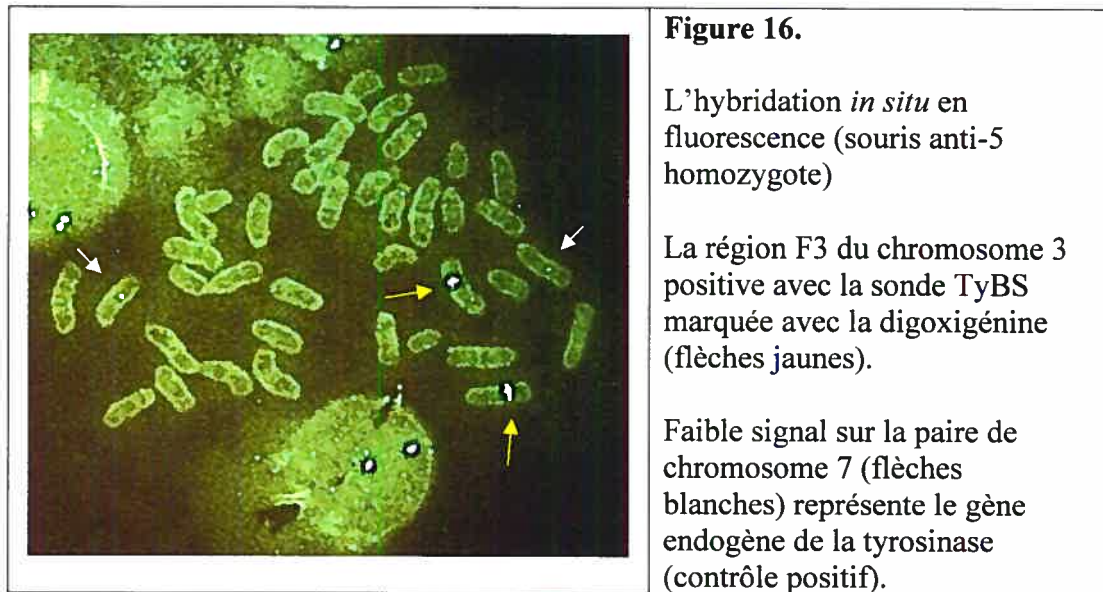 Figure 16.
L’hybridation in situ en
fluorescence (souris anti-5
homozygote)
La région F3 du chromosome 3
positive avec la sonde TyBS
marquée avec la digoxigénine
(flèches jaunes).
Faible signal sur la paire de
chromosome 7 (flèches
blanches) représente le gène
endogène de la tyrosinase
(contrôle positif).